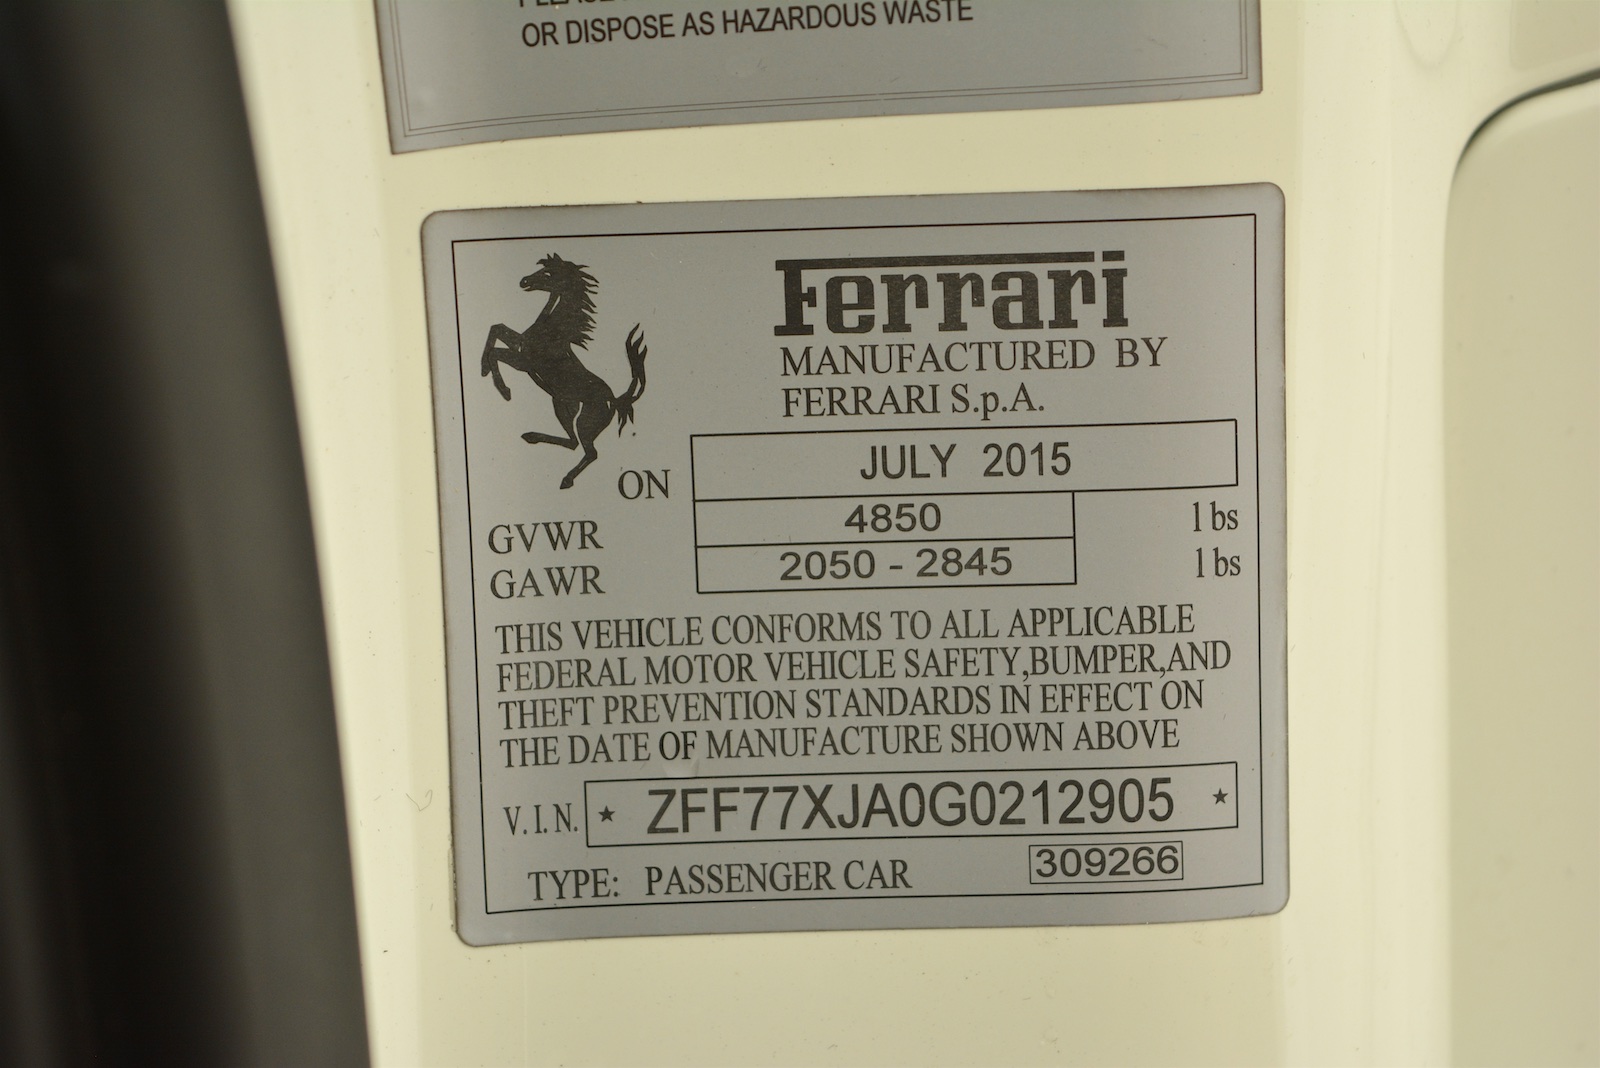 OR DISPOSE AS HAZARDOUS WASTE
Ferrari
MANUFACTURED BY
FERRARI S.p.A.
ON JULY 2015
GVWR 4850 lbs
GAWR 2050 - 2845 lbs
THIS VEHICLE CONFORMS TO ALL APPLICABLE
FEDERAL MOTOR VEHICLE SAFETY,BUMPER,AND
THEFT PREVENTION STANDARDS IN EFFECT ON
THE DATE OF MANUFACTURE SHOWN ABOVE
V.I.N. ★ ZFF77XJA0G0212905 ★
TYPE: PASSENGER CAR 309266